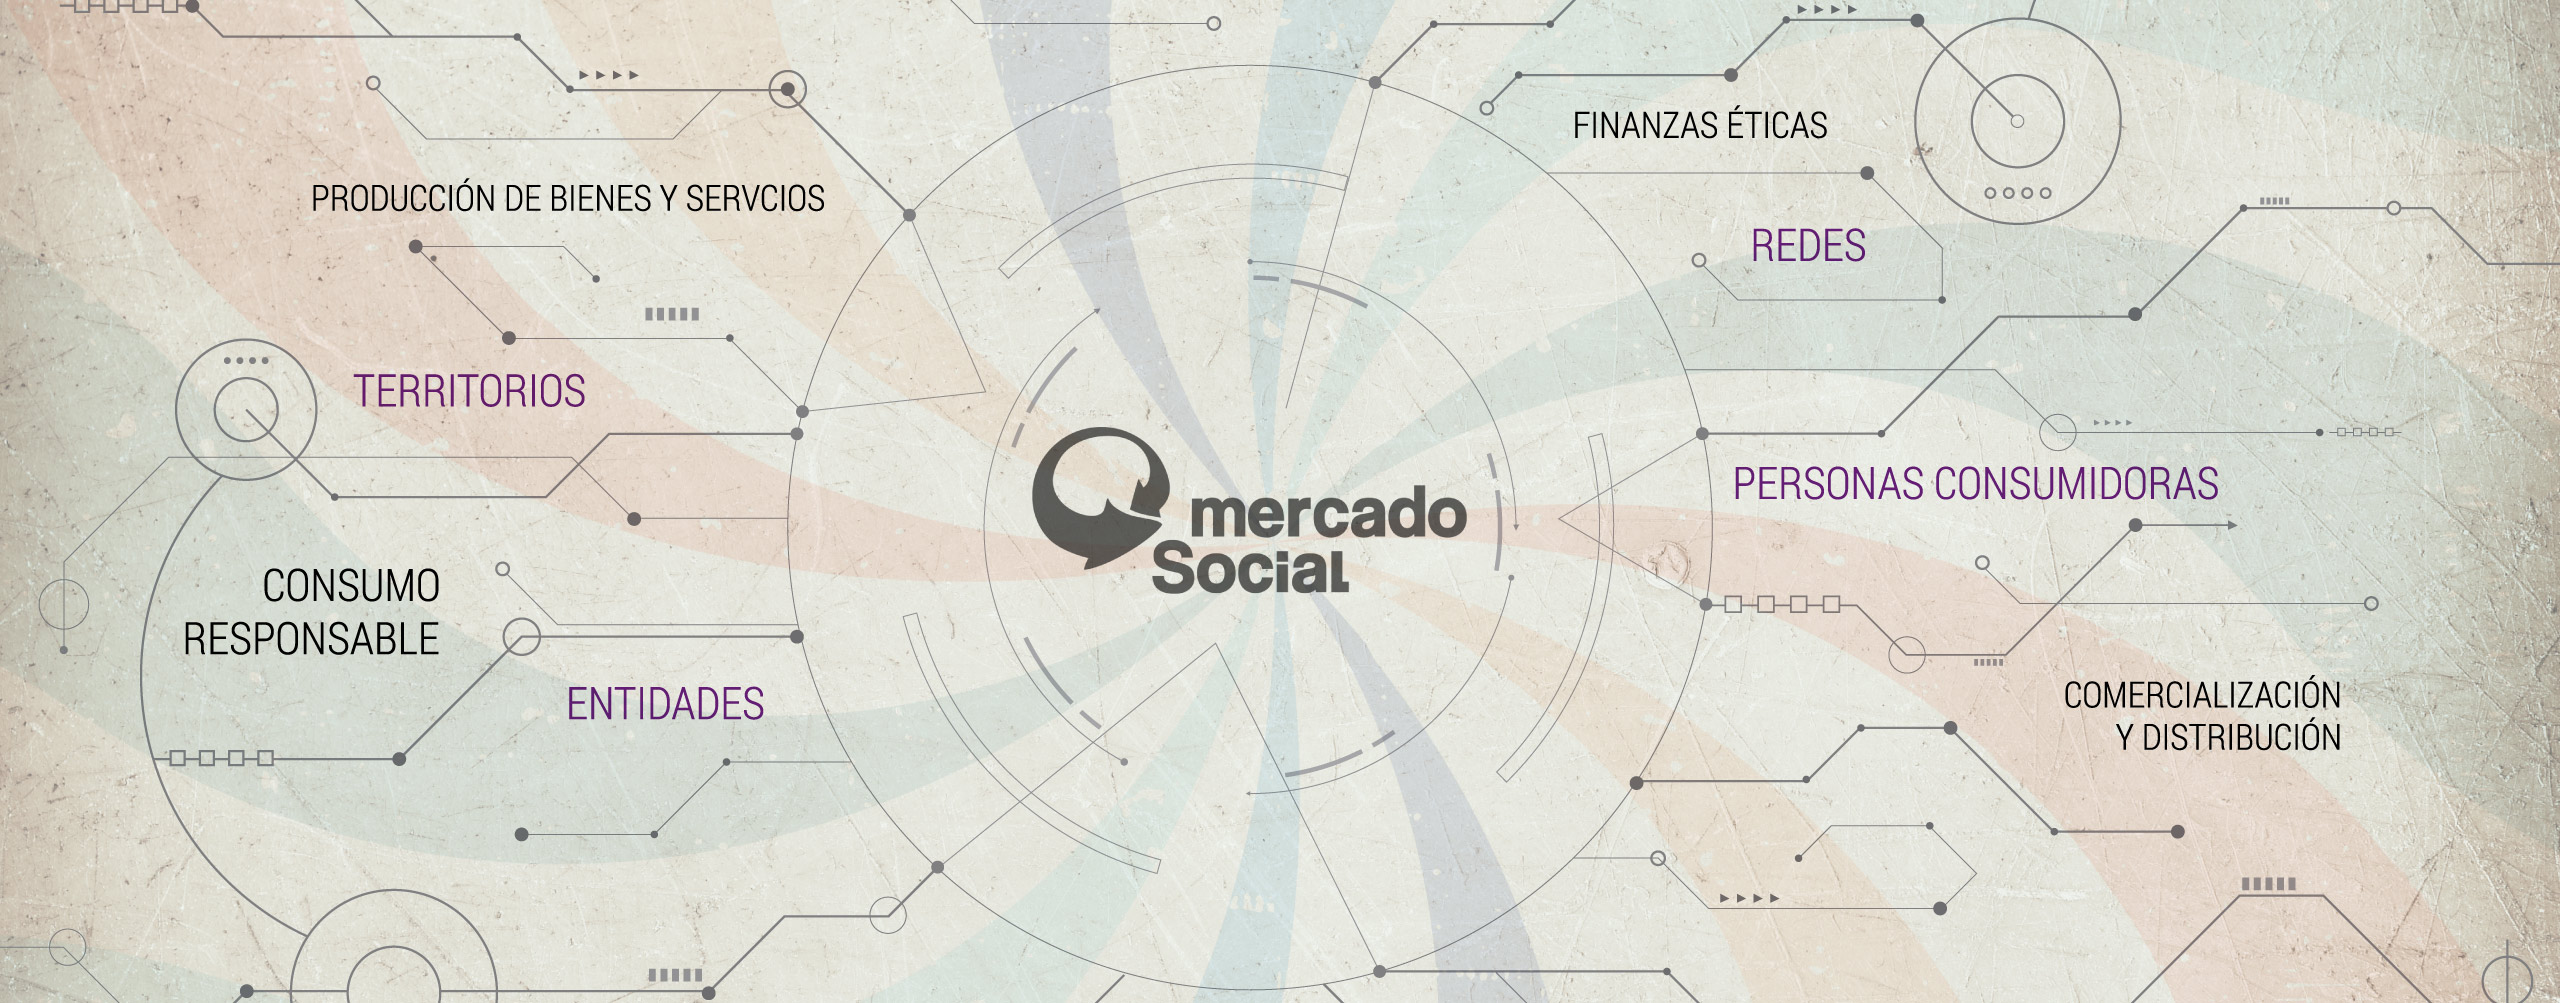 PRODUCCIÓN DE BIENES Y SERVCIOS
TERRITORIOS
CONSUMO
RESPONSABLE
ENTIDADES
mercado
Social
FINANZAS ÉTICAS
REDES
PERSONAS CONSUMIDORAS
COMERCIALIZACIÓN
Y DISTRIBUCIÓN